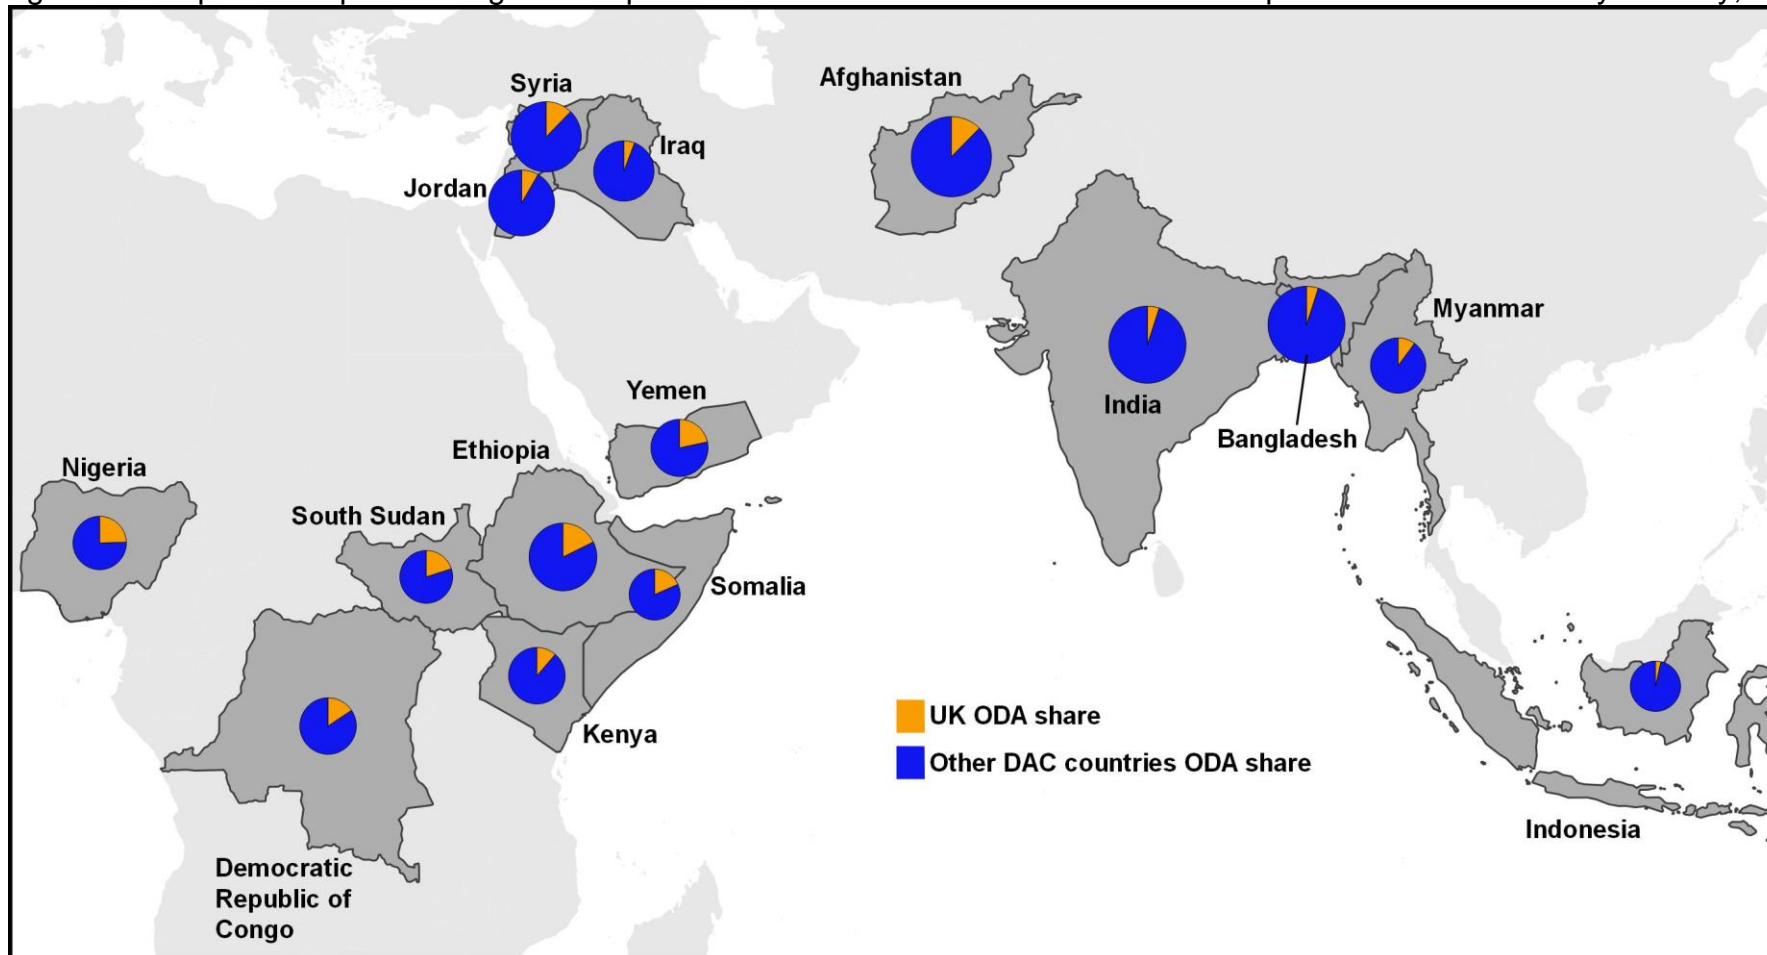 Syria
Afghanistan
Iraq
Jordan
Myanmar
Yemen
India
Bangladesh
Ethiopia
Nigeria
South Sudan
Somalia
UK ODA share
Kenya
Other DAC countries ODA share
Indonesia
Democratic
Republic of
Congo